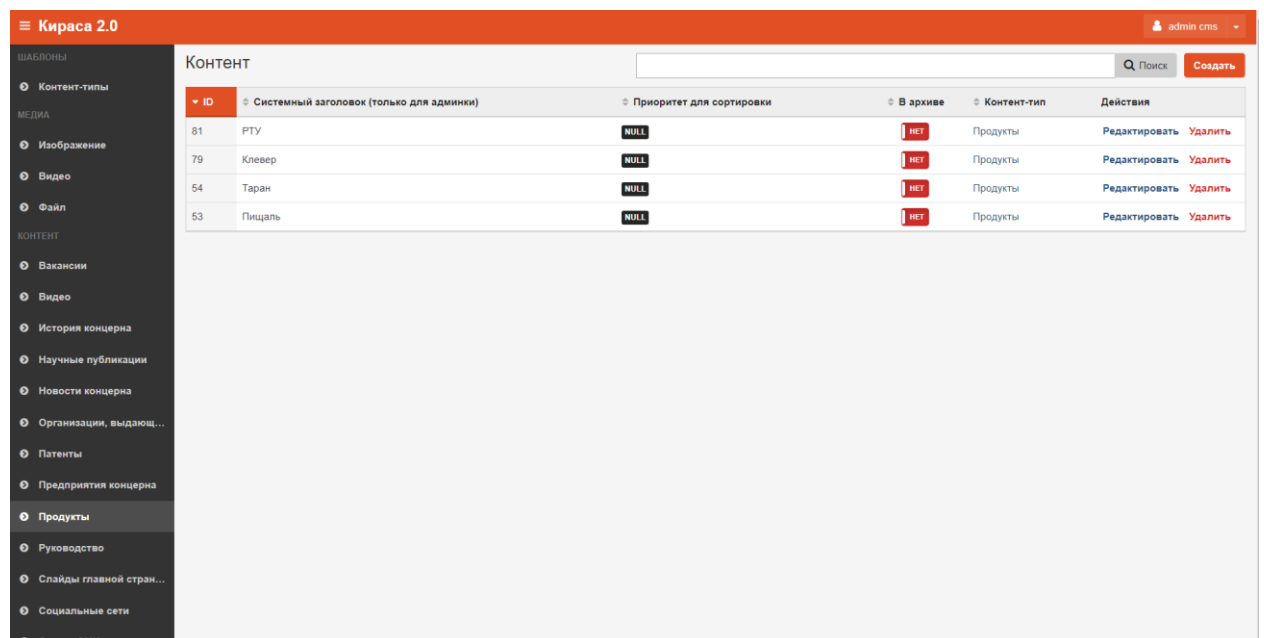 Кираса 2.0
admin cms
ШАБЛОНЫ
Контент-типы
МЕДИА
Изображение
Видео
Файл
КОНТЕНТ
Вакансии
Видео
История концерна
Научные публикации
Новости концерна
Организации, выдающ...
Патенты
Предприятия концерна
Продукты
Руководство
Слайды главной стран...
Социальные сети
Контент
Поиск Создать
ID Системный заголовок (только для админки) Приоритет для сортировки В архиве Контент-тип Действия
81 РТУ NULL НЕТ Продукты Редактировать Удалить
79 Клевер NULL НЕТ Продукты Редактировать Удалить
54 Таран NULL НЕТ Продукты Редактировать Удалить
53 Пищаль NULL НЕТ Продукты Редактировать Удалить